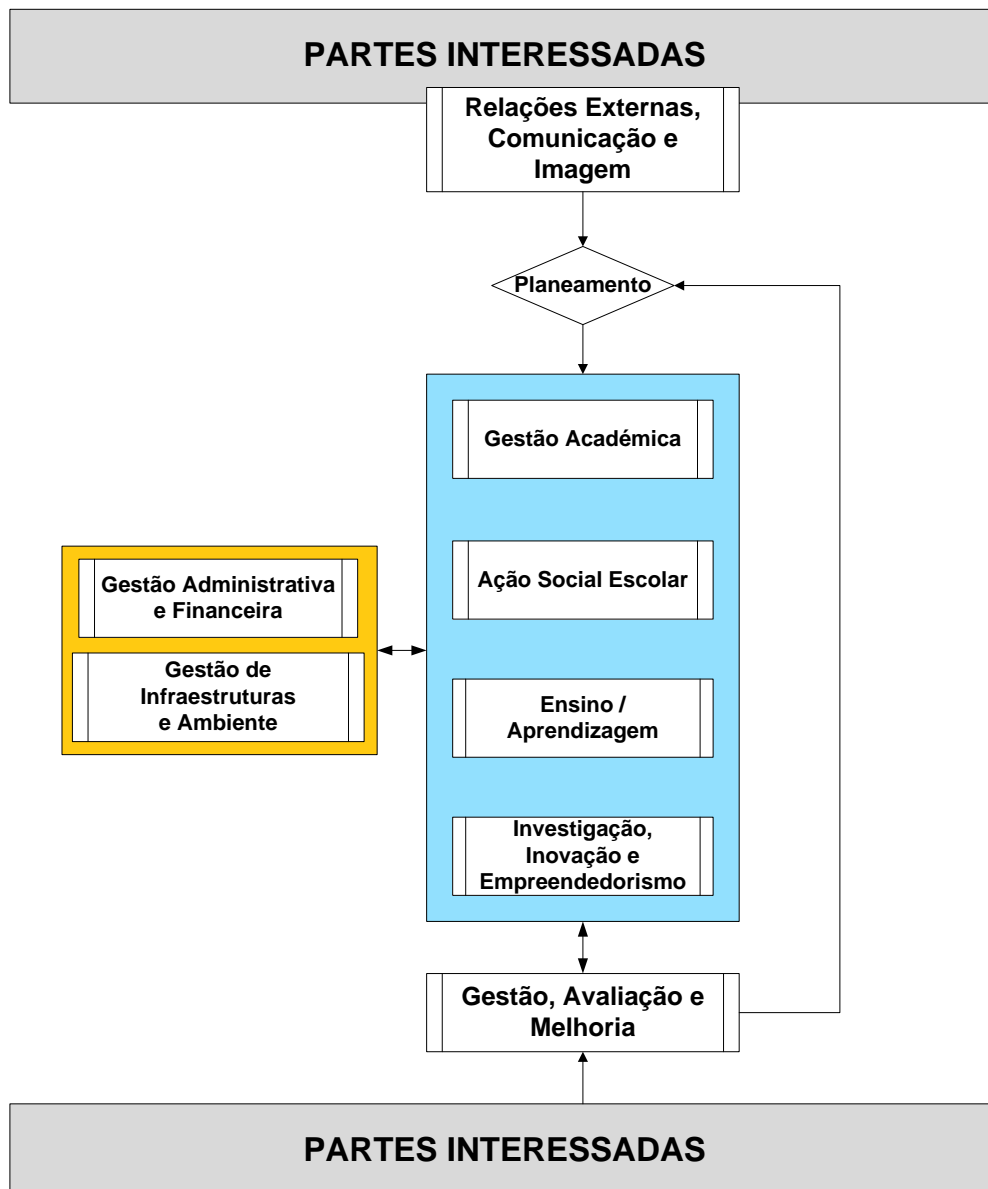 PARTES INTERESSADAS
Relações Externas,
Comunicação e
Imagem
Planeamento
Gestão Académica
Ação Social Escolar
Gestão Administrativa
e Financeira
Gestão de
Infraestruturas
e Ambiente
Ensino /
Aprendizagem
Investigação,
Inovação e
Empreendedorismo
Gestão, Avaliação e
Melhoria
PARTES INTERESSADAS